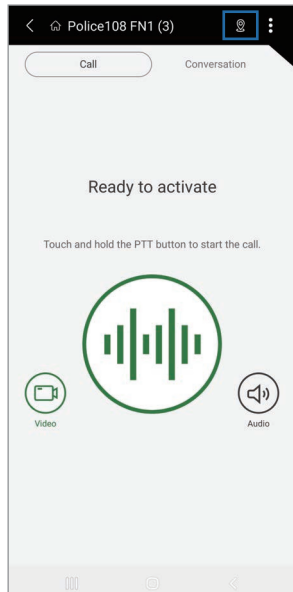 Police108 FN1 (3)
Call Conversation
Ready to activate
Touch and hold the PTT button to start the call.
Video Audio